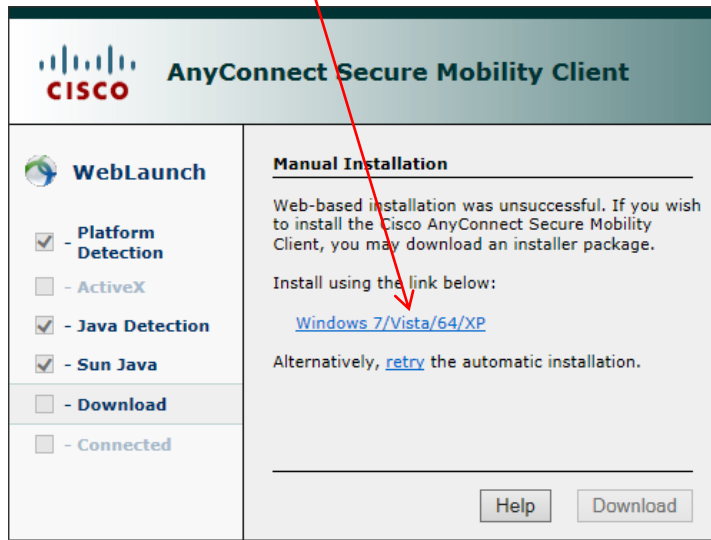 CISCO
AnyConnect Secure Mobility Client
WebLaunch
- Platform
Detection
- ActiveX
- Java Detection
- Sun Java
- Download
- Connected
Manual Installation
Web-based installation was unsuccessful. If you wish
to install the Cisco AnyConnect Secure Mobility
Client, you may download an installer package.
Install using the link below:
Windows 7/Vista/64/XP
Alternatively, retry the automatic installation.
Help
Download